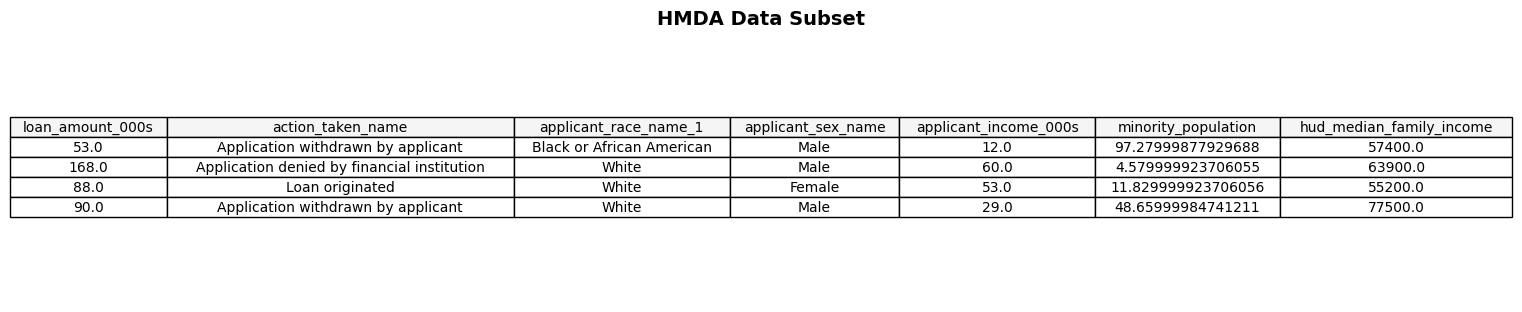 HMDA Data Subset
loan_amount_000s action_taken_name applicant_race_name_1 applicant_sex_name applicant_income_000s minority_population hud_median_family_income
53.0 Application withdrawn by applicant Black or African American Male 12.0 97.27999877929688 57400.0
168.0 Application denied by financial institution White Male 60.0 4.579999923706055 63900.0
88.0 Loan originated White Female 53.0 11.829999923706056 55200.0
90.0 Application withdrawn by applicant White Male 29.0 48.65999984741211 77500.0